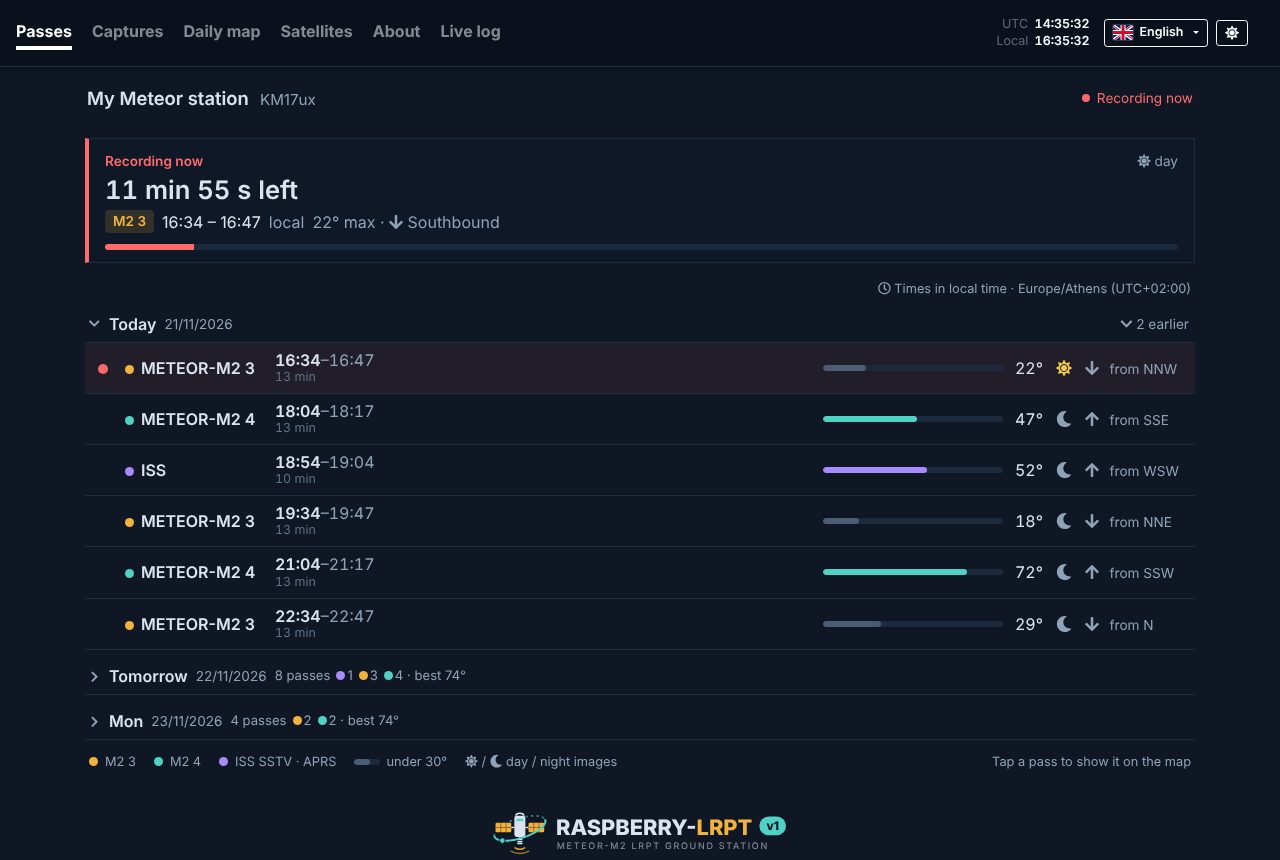 Passes Captures Daily map Satellites About Live log UTC 14:35:32 Local 16:35:32 English
My Meteor station KM17ux Recording now
Recording now day
11 min 55 s left
M2 3 16:34 – 16:47 local 22° max · Southbound
Times in local time · Europe/Athens (UTC+02:00)
Today 21/11/2026 2 earlier
METEOR-M2 3 16:34–16:47 22° from NNW
13 min
METEOR-M2 4 18:04–18:17 47° from SSE
13 min
ISS 18:54–19:04 52° from WSW
10 min
METEOR-M2 3 19:34–19:47 18° from NNE
13 min
METEOR-M2 4 21:04–21:17 72° from SSW
13 min
METEOR-M2 3 22:34–22:47 29° from N
13 min
Tomorrow 22/11/2026 8 passes 1 3 4 · best 74°
Mon 23/11/2026 4 passes 2 2 · best 74°
M2 3 M2 4 ISS SSTV · APRS under 30° / day / night images Tap a pass to show it on the map
RASPBERRY-LRPT v1
METEOR-M2 LRPT GROUND STATION